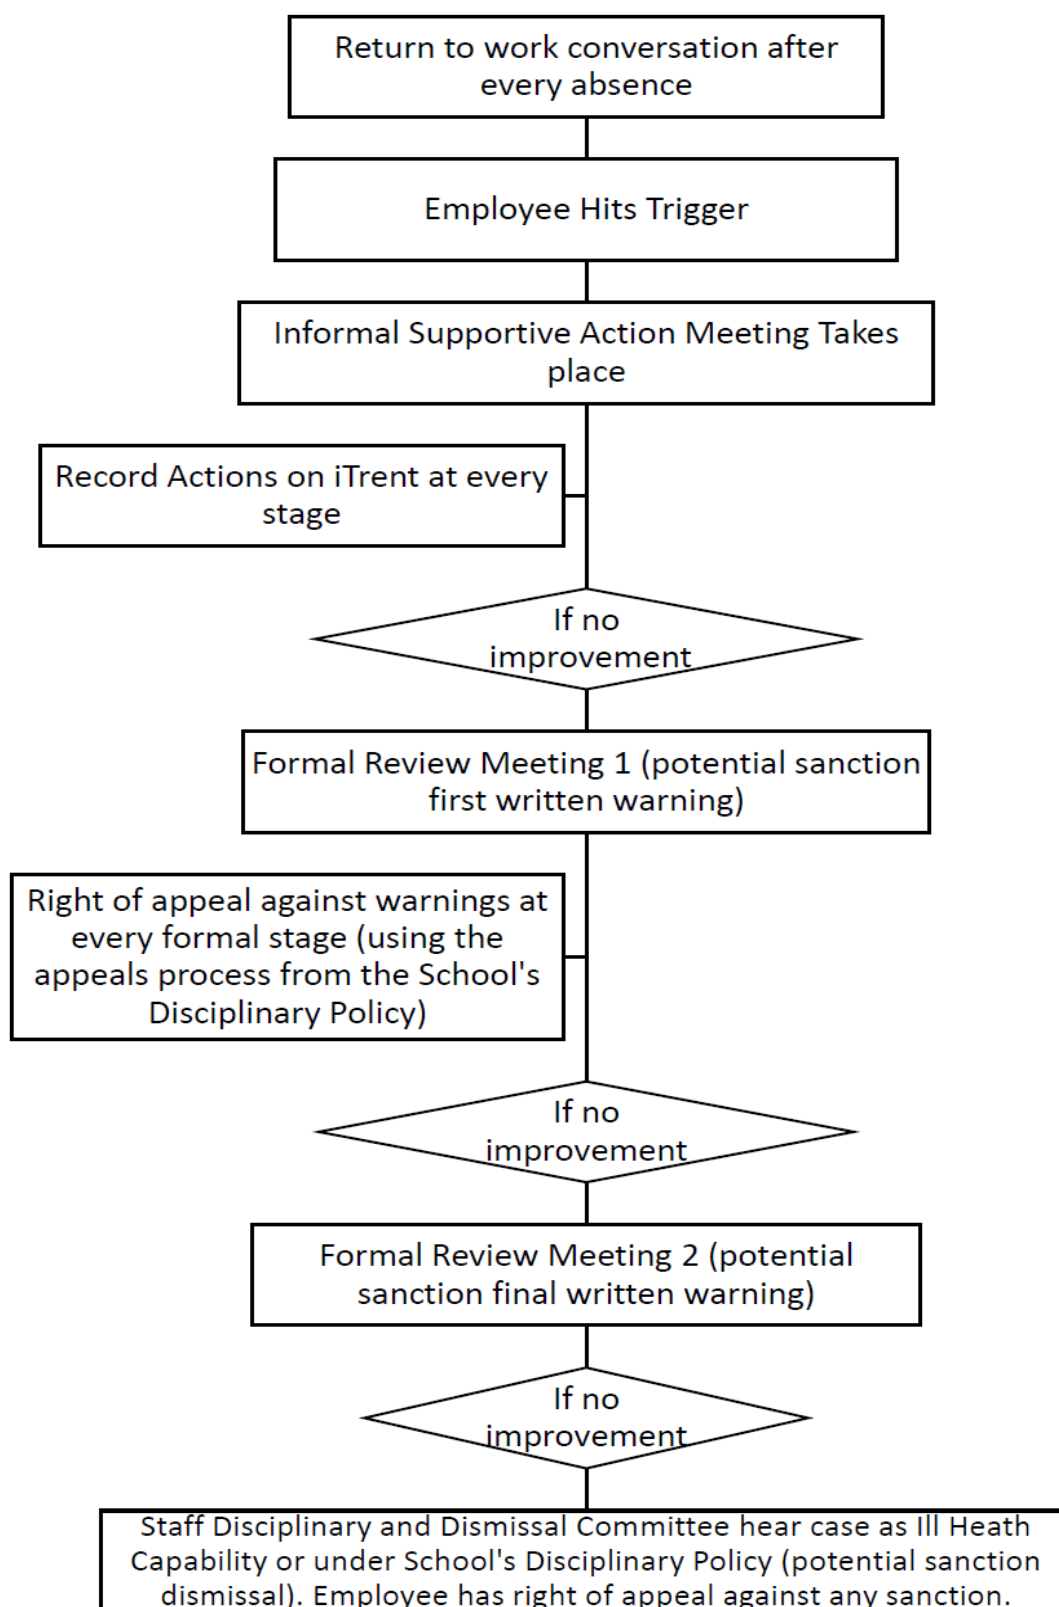 Return to work conversation after
every absence
Employee Hits Trigger
Informal Supportive Action Meeting Takes
place
Record Actions on iTrent at every
stage
If no
improvement
Formal Review Meeting 1 (potential sanction
first written warning)
Right of appeal against warnings at
every formal stage (using the
appeals process from the School's
Disciplinary Policy)
If no
improvement
Formal Review Meeting 2 (potential
sanction final written warning)
If no
improvement
Staff Disciplinary and Dismissal Committee hear case as Ill Heath
Capability or under School's Disciplinary Policy (potential sanction
dismissal). Employee has right of appeal against any sanction.